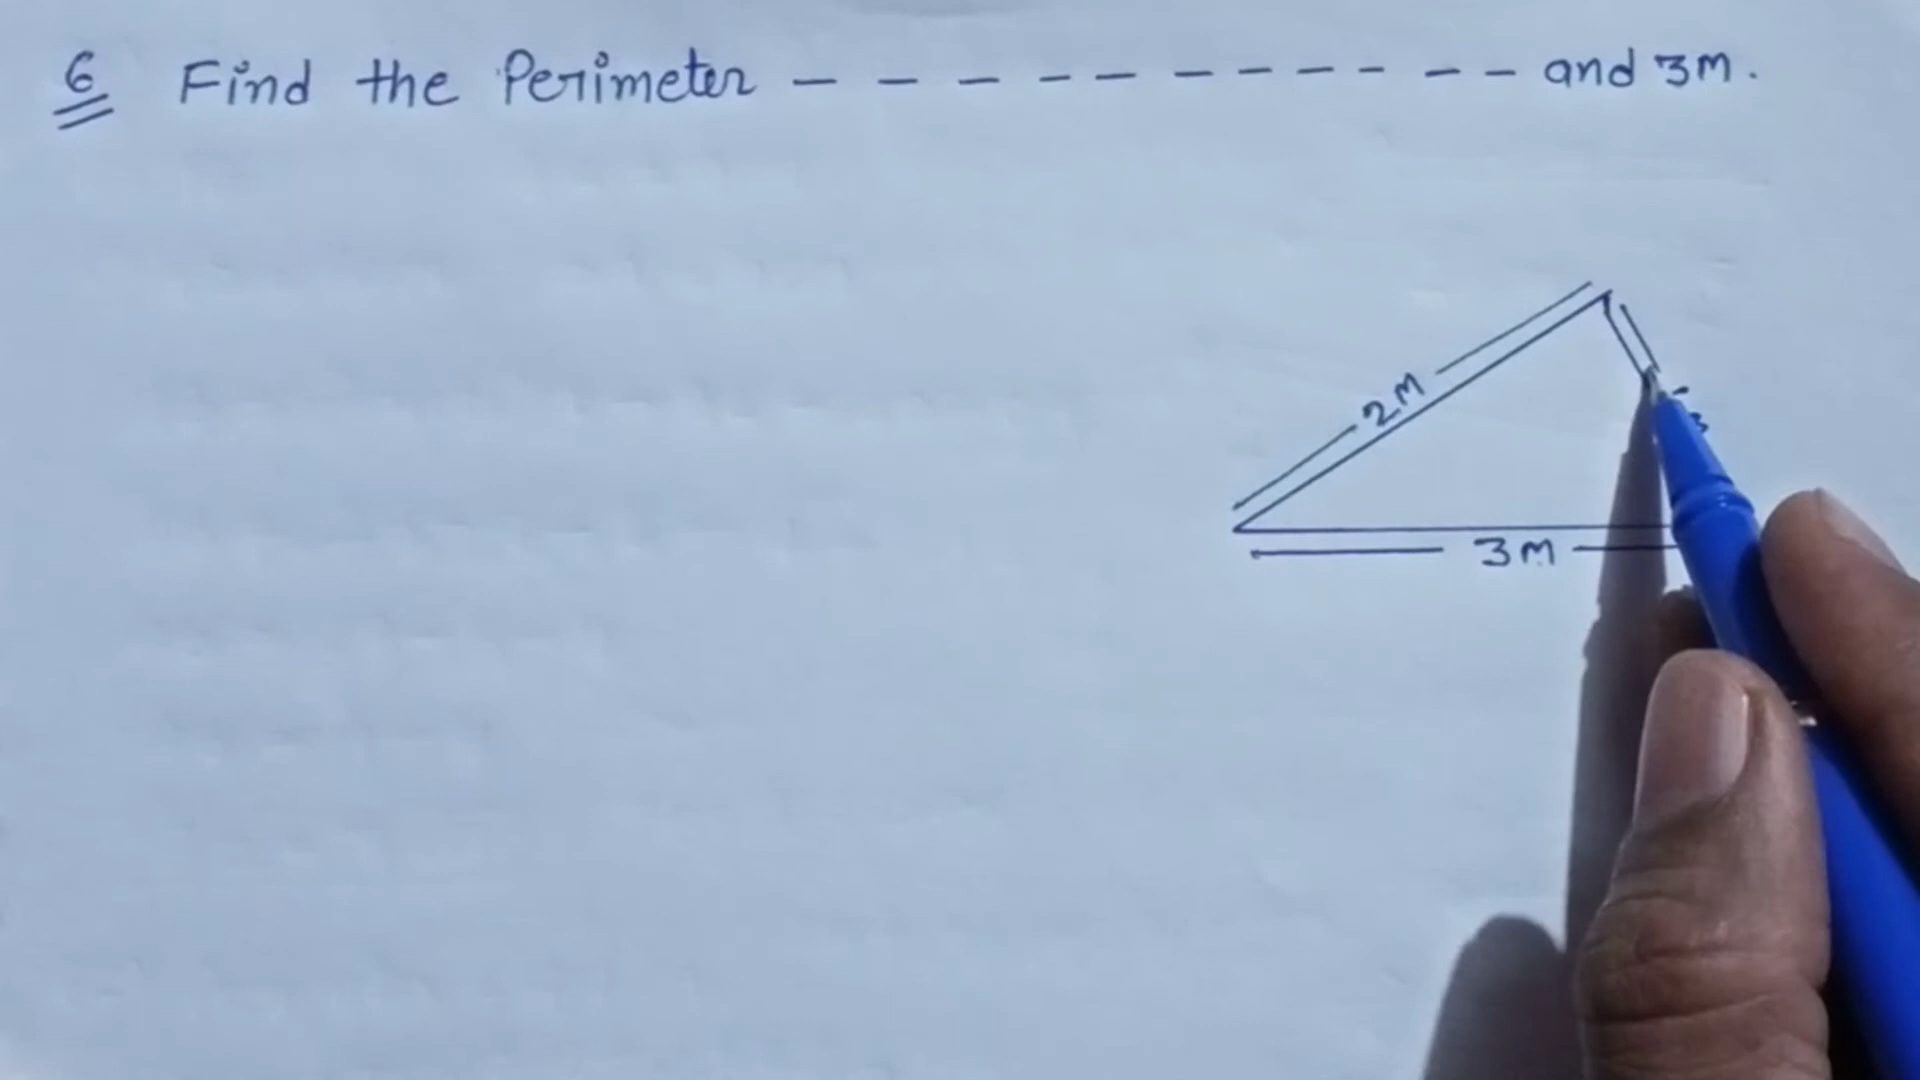 6 Find the Perimeter - - - - - - - - - - - and 3m.
2m
3m